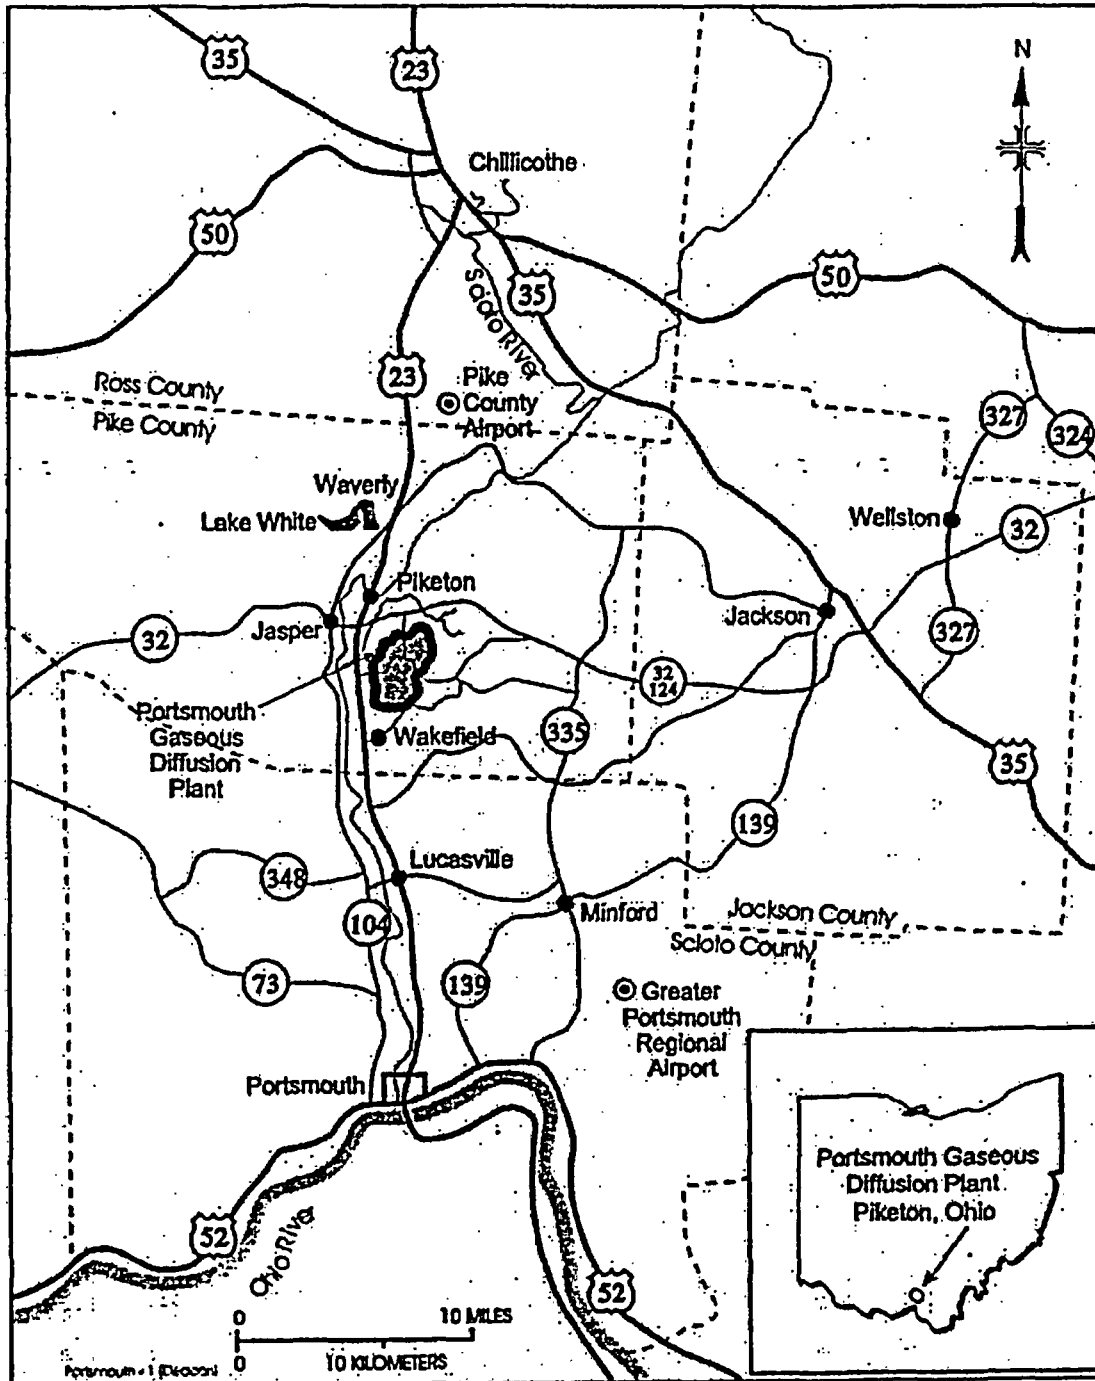 N
35
23
Chillicothe
50
50
Scioto River
35
23
Ross County
Pike County
Pike
County
Airport
327
324
Waverly
Lake White
Wellston
32
Piketon
Jasper
32
Jackson
327
32
124
Portsmouth
Gaseous
Diffusion
Plant
Wakefield
335
35
139
Lucasville
348
Minford
104
Jackson County
Scioto County
73
139
Greater
Portsmouth
Regional
Airport
Portsmouth
Portsmouth Gaseous
Diffusion Plant
Piketon, Ohio
52
Ohio River
52
0
10 MILES
0
10 KILOMETERS